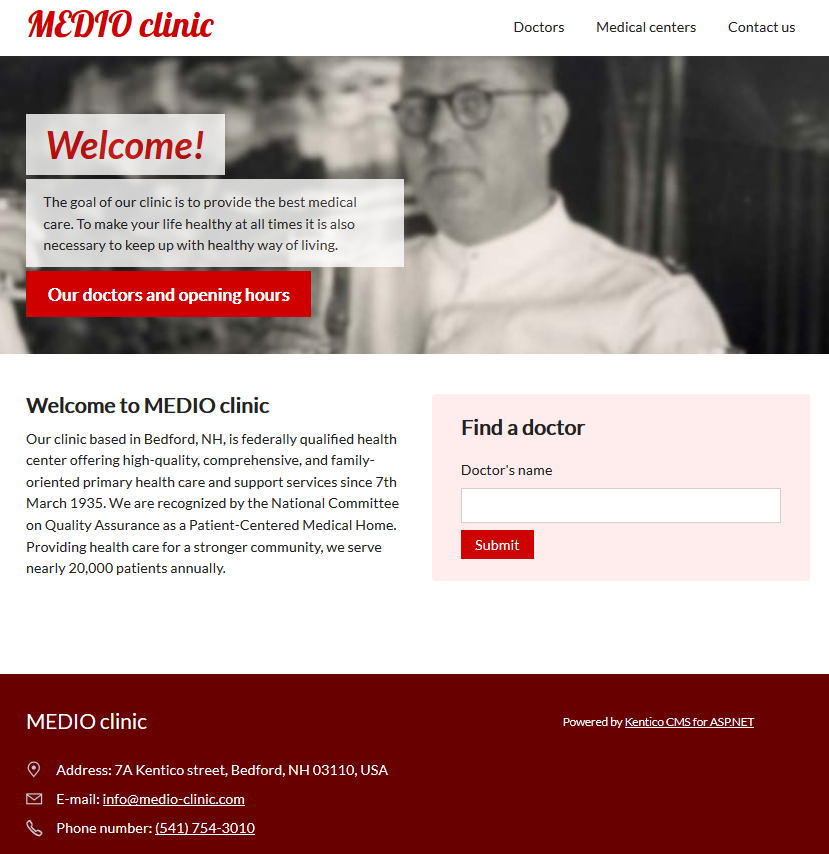 MEDIO clinic
Doctors Medical centers Contact us
Welcome!
The goal of our clinic is to provide the best medical
care. To make your life healthy at all times it is also
necessary to keep up with healthy way of living.
Our doctors and opening hours
Welcome to MEDIO clinic
Our clinic based in Bedford, NH, is federally qualified health
center offering high-quality, comprehensive, and family-
oriented primary health care and support services since 7th
March 1935. We are recognized by the National Committee
on Quality Assurance as a Patient-Centered Medical Home.
Providing health care for a stronger community, we serve
nearly 20,000 patients annually.
Find a doctor
Doctor's name
Submit
MEDIO clinic
Powered by Kentico CMS for ASP.NET
Address: 7A Kentico street, Bedford, NH 03110, USA
E-mail: info@medio-clinic.com
Phone number: (541) 754-3010